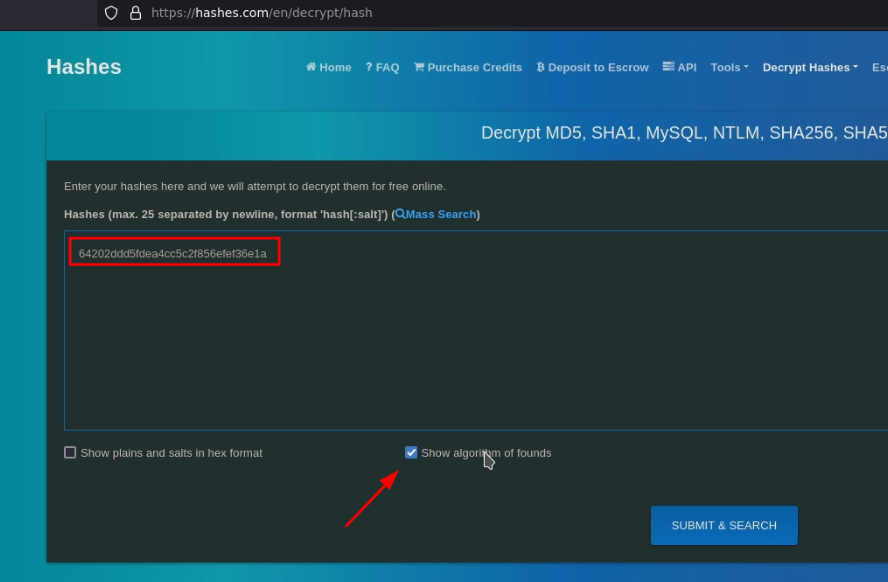 https://hashes.com/en/decrypt/hash
Hashes
Home ? FAQ Purchase Credits Deposit to Escrow API Tools Decrypt Hashes
Decrypt MD5, SHA1, MySQL, NTLM, SHA256, SHA5
Enter your hashes here and we will attempt to decrypt them for free online.
Hashes (max. 25 separated by newline, format 'hash[:salt]') (Mass Search)
64202ddd5fdea4cc5c2f856efef36e1a
Show plains and salts in hex format Show algorithm of founds
SUBMIT & SEARCH